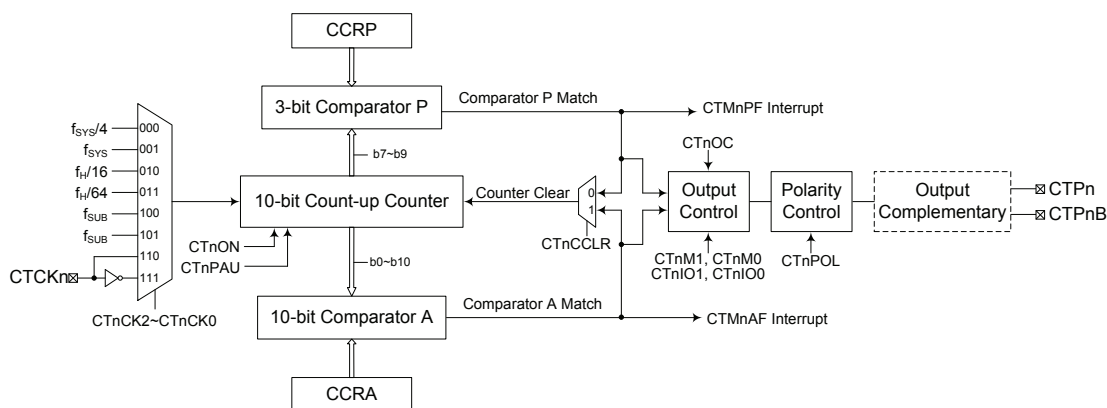 CCRP
3-bit Comparator P
Comparator P Match
CTMnPF Interrupt
b7~b9
fSYS/4
000
fSYS
001
fH/16
010
fH/64
011
fSUB
100
fSUB
101
110
111
CTCKn
CTnCK2~CTnCK0
10-bit Count-up Counter
CTnON
CTnPAU
Counter Clear
0
1
CTnCCLR
CTnOC
Output
Control
CTnM1, CTnM0
CTnIO1, CTnIO0
Polarity
Control
CTnPOL
Output
Complementary
CTPn
CTPnB
b0~b10
10-bit Comparator A
Comparator A Match
CTMnAF Interrupt
CCRA